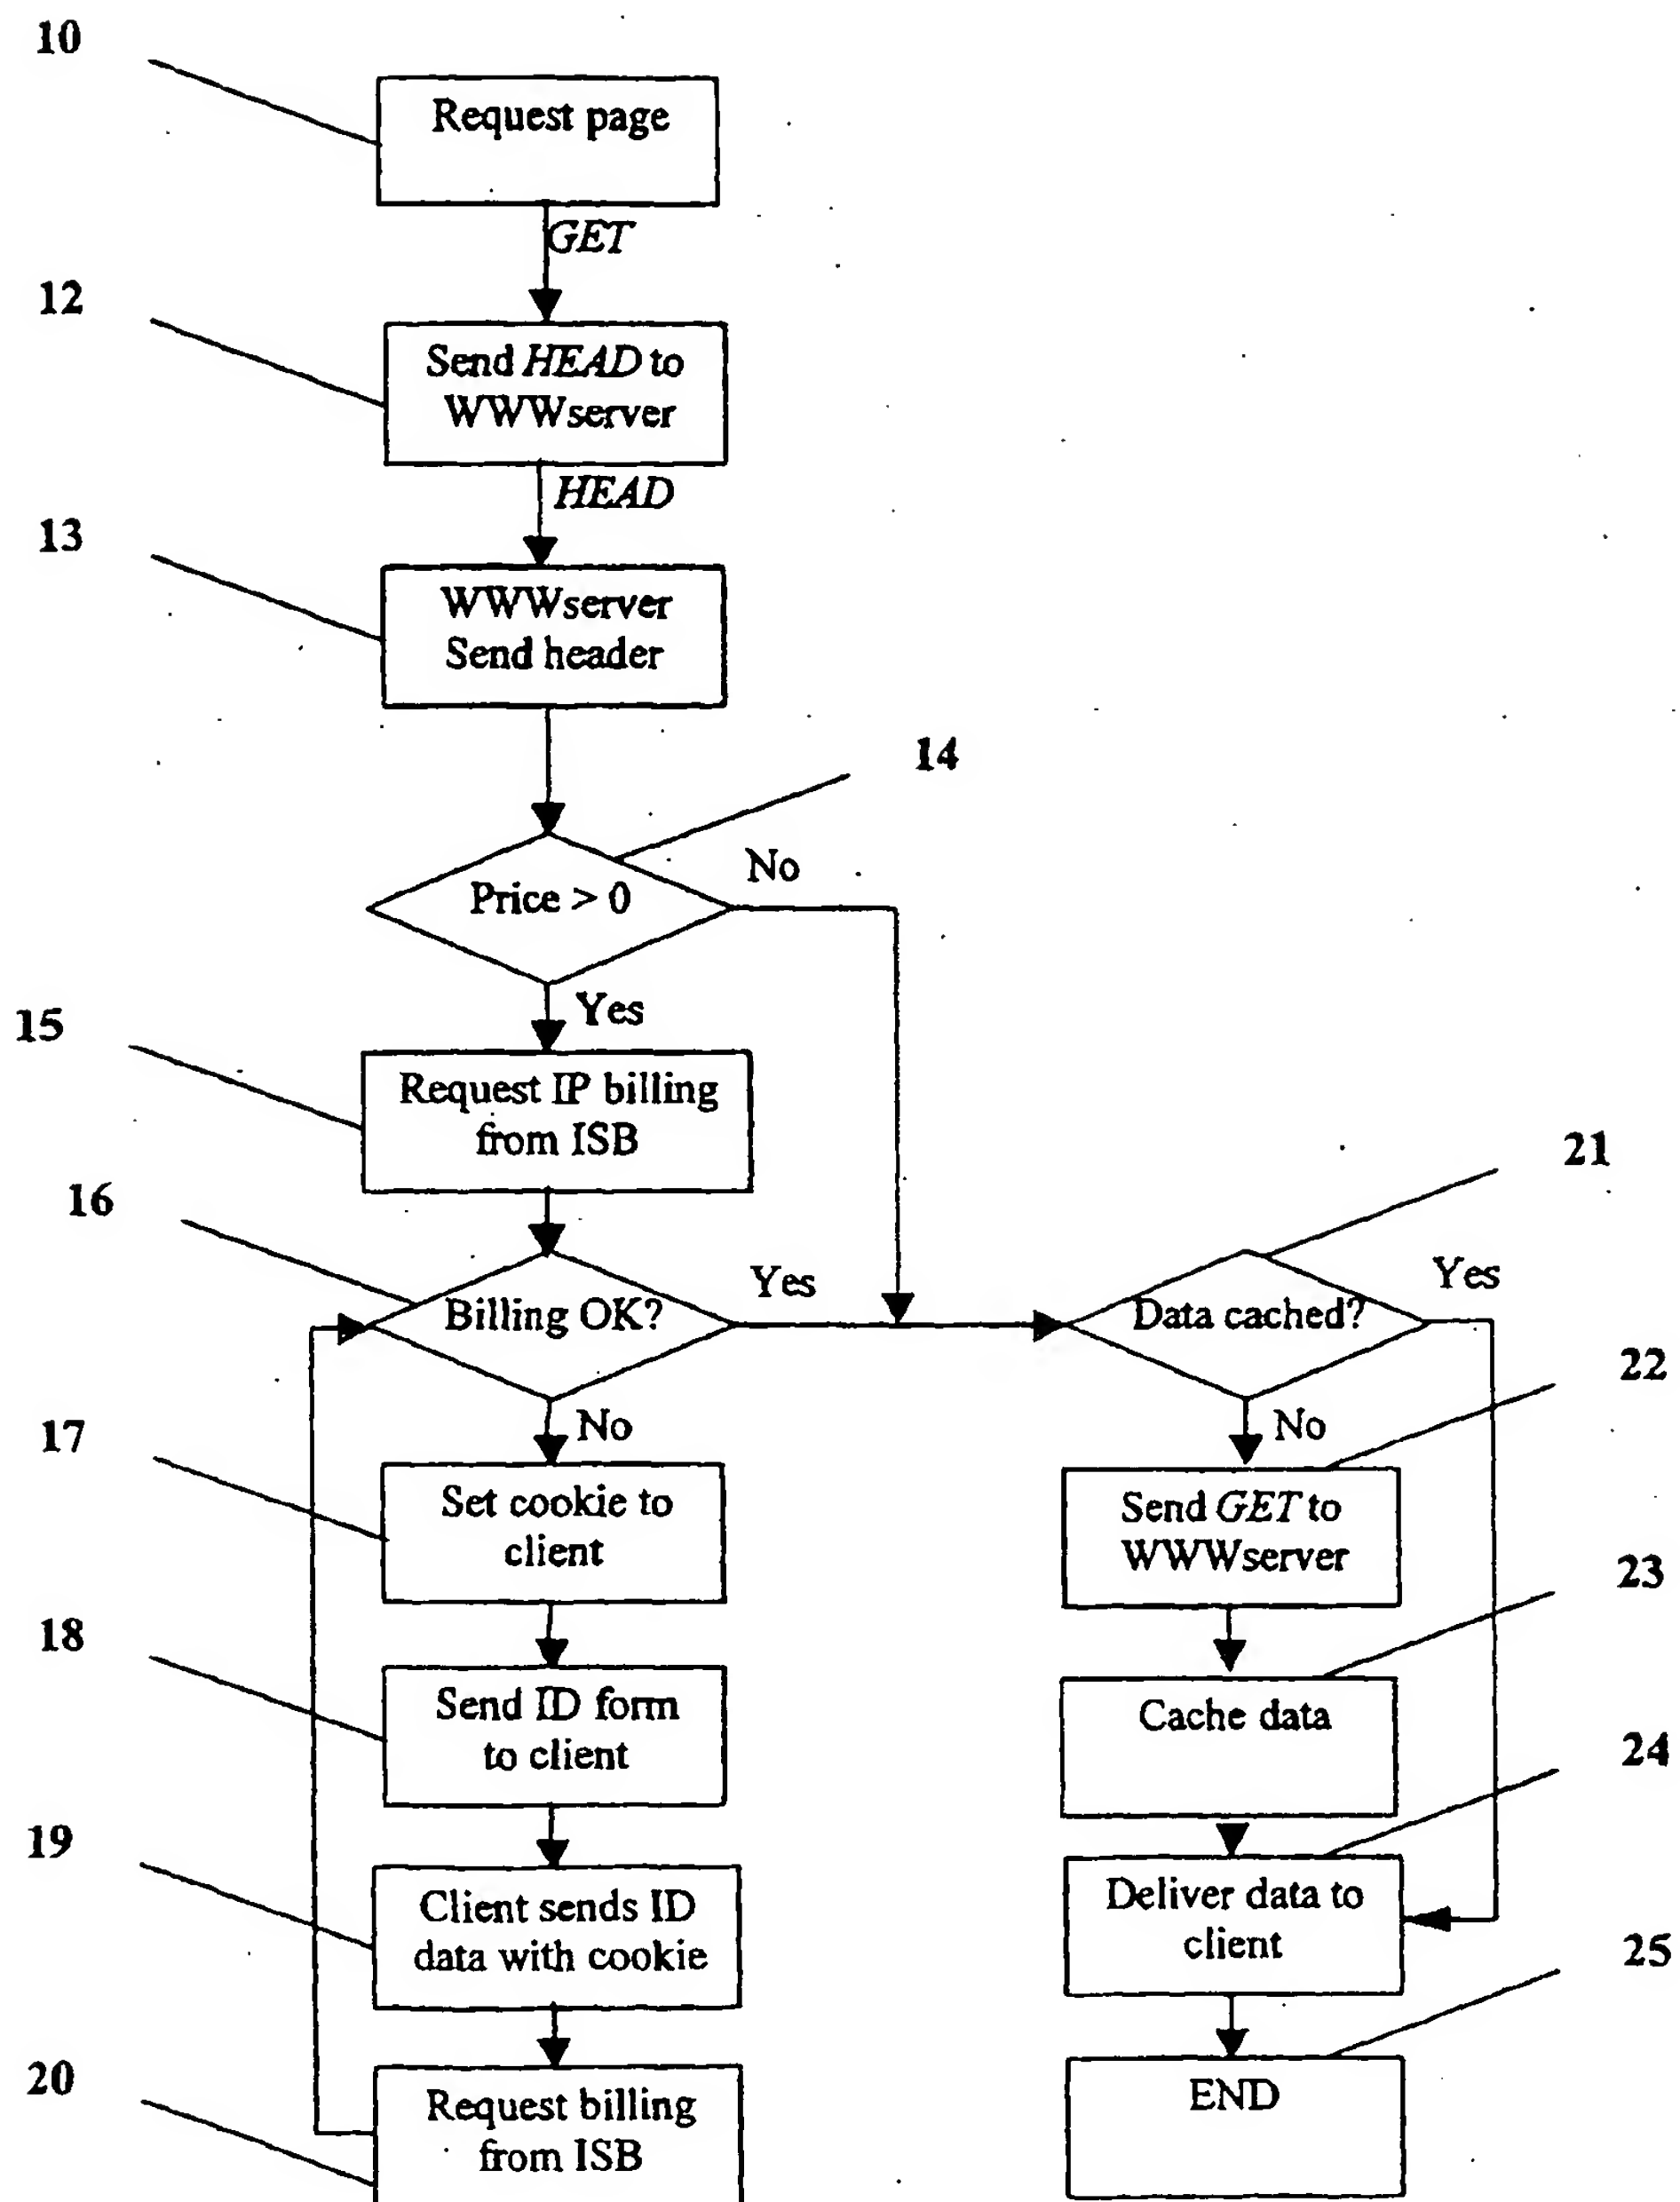 10
Request page
GET
12
Send HEAD to
WWWserver
HEAD
13
WWWserver
Send header
14
Price > 0
No
Yes
15
Request IP billing
from ISB
16
Billing OK?
Yes
No
17
Set cookie to
client
18
Send ID form
to client
19
Client sends ID
data with cookie
20
Request billing
from ISB
21
Data cached?
Yes
No
22
Send GET to
WWWserver
23
Cache data
24
Deliver data to
client
25
END